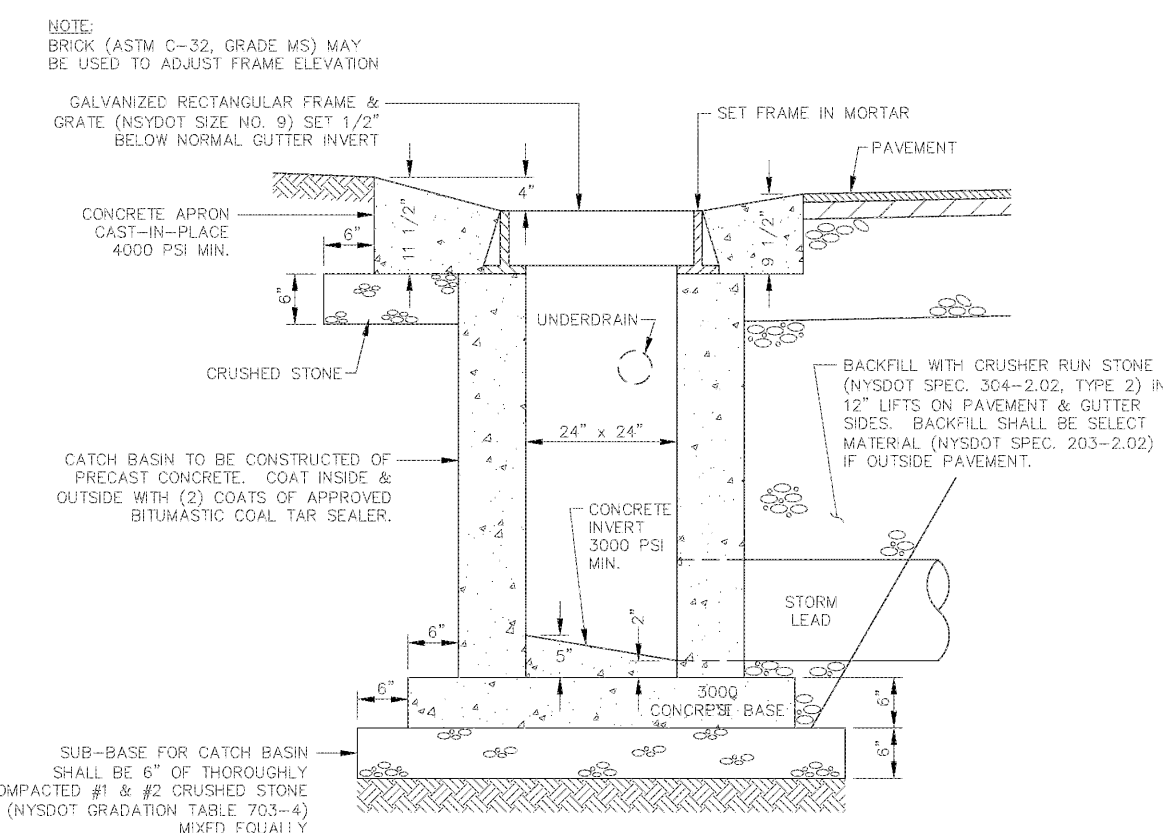 NOTE:
BRICK (ASTM C-32, GRADE MS) MAY
BE USED TO ADJUST FRAME ELEVATION
GALVANIZED RECTANGULAR FRAME &
GRATE (NSYDOT SIZE NO. 9) SET 1/2"
BELOW NORMAL GUTTER INVERT
SET FRAME IN MORTAR
PAVEMENT
4"
CONCRETE APRON
CAST-IN-PLACE
4000 PSI MIN.
6"
11 1/2"
9 1/2"
6"
UNDERDRAIN
CRUSHED STONE
BACKFILL WITH CRUSHER RUN STONE
(NYSDOT SPEC. 304-2.02, TYPE 2) IN
12" LIFTS ON PAVEMENT & GUTTER
SIDES. BACKFILL SHALL BE SELECT
MATERIAL (NYSDOT SPEC. 203-2.02)
IF OUTSIDE PAVEMENT.
24" x 24"
CATCH BASIN TO BE CONSTRUCTED OF
PRECAST CONCRETE. COAT INSIDE &
OUTSIDE WITH (2) COATS OF APPROVED
BITUMASTIC COAL TAR SEALER.
CONCRETE
INVERT
3000 PSI
MIN.
STORM
LEAD
6"
5"
2"
6"
3000
PSI
CONCRETE BASE
6"
6"
SUB-BASE FOR CATCH BASIN
SHALL BE 6" OF THOROUGHLY
COMPACTED #1 & #2 CRUSHED STONE
(NYSDOT GRADATION TABLE 703-4)
MIXED EQUALLY